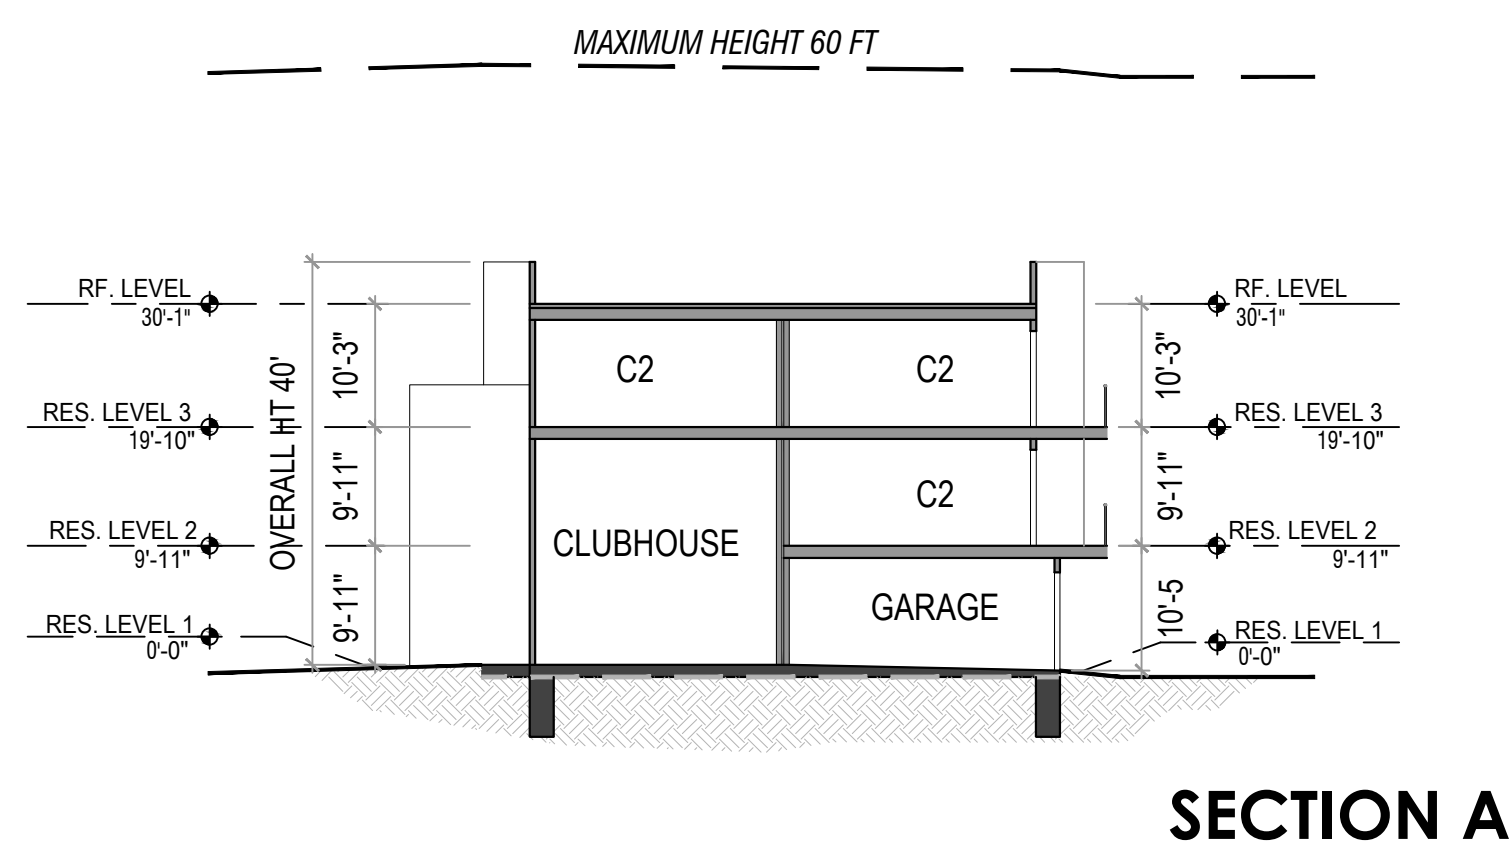 MAXIMUM HEIGHT 60 FT
RF. LEVEL
30'-1"
RES. LEVEL 3
19'-10"
RES. LEVEL 2
9'-11"
RES. LEVEL 1
0'-0"
OVERALL HT 40'
10'-3"
9'-11"
9'-11"
C2
C2
C2
CLUBHOUSE
GARAGE
10'-3"
9'-11"
10'-5
RF. LEVEL
30'-1"
RES. LEVEL 3
19'-10"
RES. LEVEL 2
9'-11"
RES. LEVEL 1
0'-0"
SECTION A